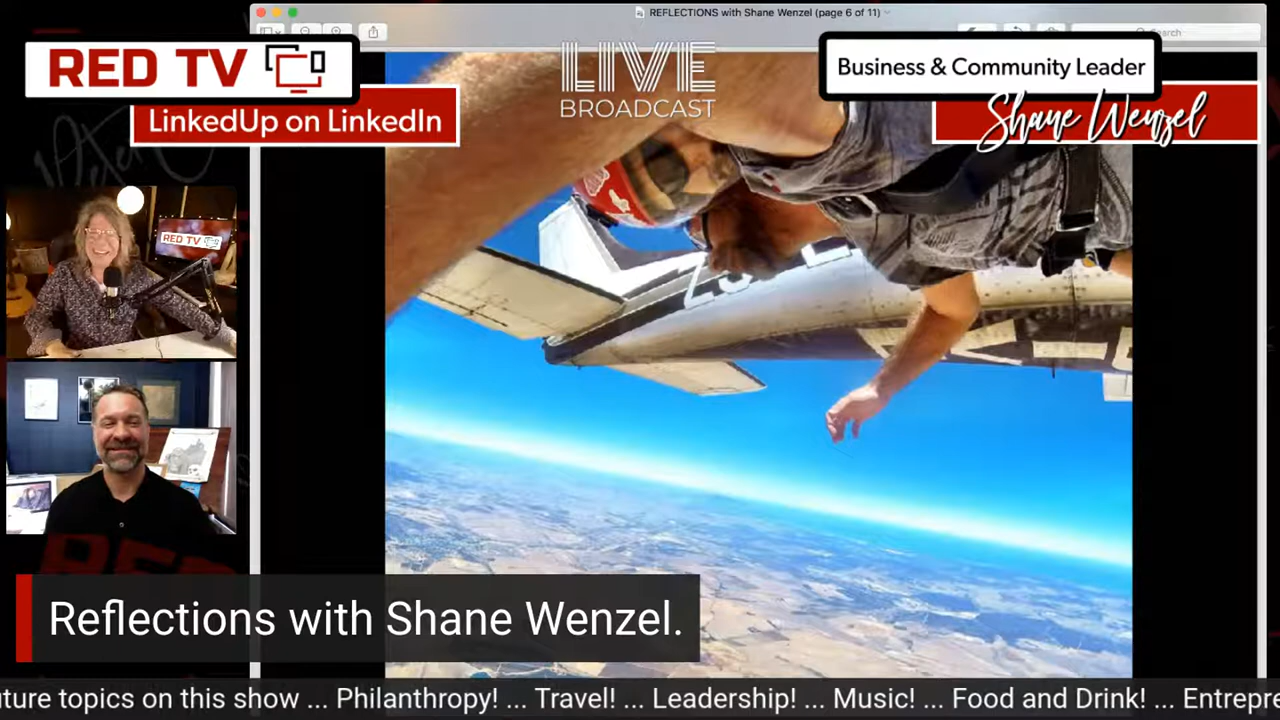 REFLECTIONS with Shane Wenzel (page 6 of 11)
Search
RED TV
LIVE
BROADCAST
Business & Community Leader
LinkedUp on LinkedIn
Shane Wenzel
RED TV
Reflections with Shane Wenzel.
uture topics on this show ... Philanthropy! ... Travel! ... Leadership! ... Music! ... Food and Drink! ... Entrepre